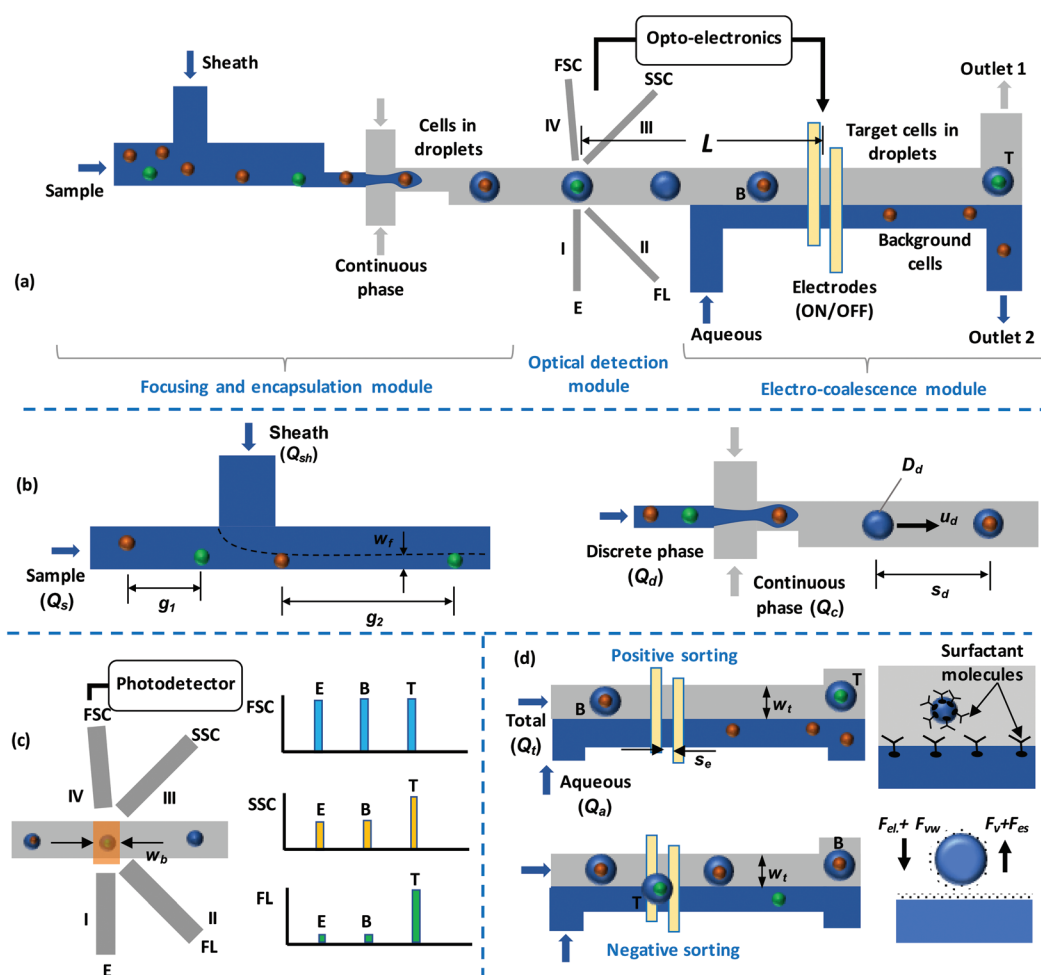 Opto-electronics
Sheath
FSC
SSC
Outlet 1
Cells in
droplets
IV
III
L
Target cells in
droplets
T
Sample
B
Continuous
phase
I
II
Background
cells
(a)
E
FL
Electrodes
(ON/OFF)
Aqueous
Outlet 2
Focusing and encapsulation module
Optical detection
module
Electro-coalescence module
(b)
Sheath
(Qsh)
wf
Sample
(Qs)
g1
g2
Dd
ud
Discrete phase
(Qd)
Continuous
phase (Qc)
sd
(c)
Photodetector
FSC
SSC
IV
III
wb
I
II
FL
E
FSC
E B T
SSC
E B T
FL
E B T
(d)
Positive sorting
Surfactant
molecules
T
B
Total
(Qt)
wt
se
Aqueous
(Qa)
B
wt
T
Negative sorting
Fel.+ Fvw
Fv+Fes